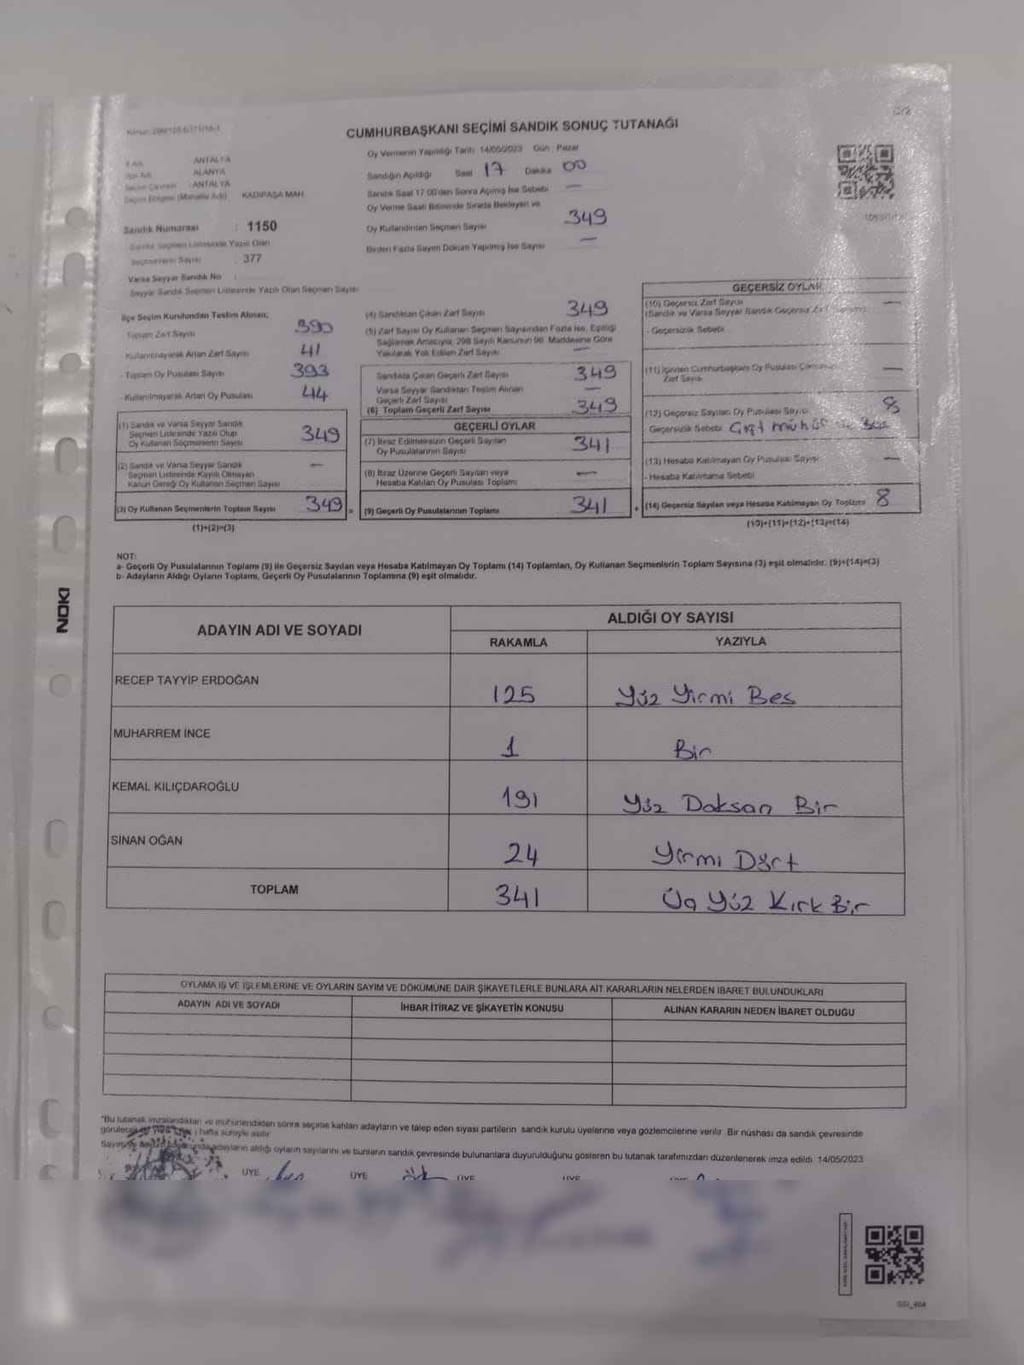 C/2
CUMHURBAŞKANI SEÇİMİ SANDIK SONUÇ TUTANAĞI
Oy Vermenin Yapıldığı Tarih: 14/05/2023 Gün : Pazar
Sandığın Açıldığı Saat 17 Dakika 00
İl Adı ANTALYA
İlçe Adı ALANYA
Seçim Çevresi ANTALYA
Seçim Bölgesi (Mahalle Adı) KADIPAŞA MAH.
Sandık Numarası : 1150
Sandık Seçmen Listesinde Yazılı Olan
Seçmenlerin Sayısı 377
Varsa Seyyar Sandık No :
Seyyar Sandık Seçmen Listesinde Yazılı Olan Seçmen Sayısı
Sandık Saat 17.00'den Sonra Açılmış İse Sebebi —
Oy Verme Saati Bitiminde Sırada Bekleyen ve
Oy Kullandırılan Seçmen Sayısı 349
Birden Fazla Sayım Döküm Yapılmış İse Sayısı —
İlçe Seçim Kurulundan Teslim Alınan;
Toplam Zarf Sayısı 390
Kullanılmayarak Artan Zarf Sayısı 41
- Toplam Oy Pusulası Sayısı 393
- Kullanılmayarak Artan Oy Pusulası 44
(1) Sandık ve Varsa Seyyar Sandık
Seçmen Listesinde Yazılı Olup
Oy Kullanan Seçmenlerin Sayısı 349
(2) Sandık ve Varsa Seyyar Sandık
Seçmen Listesinde Kayıtlı Olmayan
Kanun Gereği Oy Kullanan Seçmen Sayısı —
(3) Oy Kullanan Seçmenlerin Toplam Sayısı 349 =
(1)+(2)=(3)
(4) Sandıktan Çıkan Zarf Sayısı 349
(5) Zarf Sayısı Oy Kullanan Seçmen Sayısından Fazla İse, Eşitliği
Sağlamak Amacıyla, 298 Sayılı Kanunun 98. Maddesine Göre
Yakılarak Yok Edilen Zarf Sayısı —
Sandıkta Çıkan Geçerli Zarf Sayısı 349
Varsa Seyyar Sandıktan Teslim Alınan
Geçerli Zarf Sayısı —
(6) Toplam Geçerli Zarf Sayısı 349
GEÇERLİ OYLAR
(7) İtiraz Edilmeksizin Geçerli Sayılan
Oy Pusulalarının Sayısı 341
(8) İtiraz Üzerine Geçerli Sayılan veya
Hesaba Katılan Oy Pusulası Toplamı —
(9) Geçerli Oy Pusulalarının Toplamı 341 +
GEÇERSİZ OYLAR
(10) Geçersiz Zarf Sayısı —
(Sandık ve Varsa Seyyar Sandık Geçersiz Zarf Toplamı)
- Geçersizlik Sebebi
(11) İçinden Cumhurbaşkanı Oy Pusulası Çıkmayan
Zarf Sayısı —
(12) Geçersiz Sayılan Oy Pusulası Sayısı 8
Geçersizlik Sebebi Çift mühür
(13) Hesaba Katılmayan Oy Pusulası Sayısı —
- Hesaba Katılmama Sebebi
(14) Geçersiz Sayılan veya Hesaba Katılmayan Oy Toplamı 8
(10)+(11)+(12)+(13)=(14)
NOT:
a- Geçerli Oy Pusulalarının Toplamı (9) ile Geçersiz Sayılan veya Hesaba Katılmayan Oy Toplamı (14) Toplamları, Oy Kullanan Seçmenlerin Toplam Sayısına (3) eşit olmalıdır. (9)+(14)=(3)
b- Adayların Aldığı Oyların Toplamı, Geçerli Oy Pusulalarının Toplamına (9) eşit olmalıdır.
ADAYIN ADI VE SOYADI ALDIĞI OY SAYISI
RAKAMLA YAZIYLA
RECEP TAYYİP ERDOĞAN 125 Yüz Yirmi Beş
MUHARREM İNCE 1 Bir
KEMAL KILIÇDAROĞLU 191 Yüz Doksan Bir
SİNAN OĞAN 24 Yirmi Dört
TOPLAM 341 Üç Yüz Kırk Bir
OYLAMA İŞ VE İŞLEMLERİNE VE OYLARIN SAYIM VE DÖKÜMÜNE DAİR ŞİKAYETLERLE BUNLARA AİT KARARLARIN NELERDEN İBARET BULUNDUKLARI
ADAYIN ADI VE SOYADI İHBAR İTİRAZ VE ŞİKAYETİN KONUSU ALINAN KARARIN NEDEN İBARET OLDUĞU
*Bu tutanak imzalandıktan ve mühürlendikten sonra seçime katılan adayların ve talep eden siyasi partilerin sandık kurulu üyelerine veya gözlemcilerine verilir. Bir nüshası da sandık çevresinde
1 hafta süreyle asılır.
adayların aldığı oyların sayılarını ve bunların sandık çevresinde bulunanlara duyurulduğunu gösteren bu tutanak tarafımızdan düzenlenerek imza edildi. 14/05/2023
ÜYE ÜYE ÜYE ÜYE
NOKI